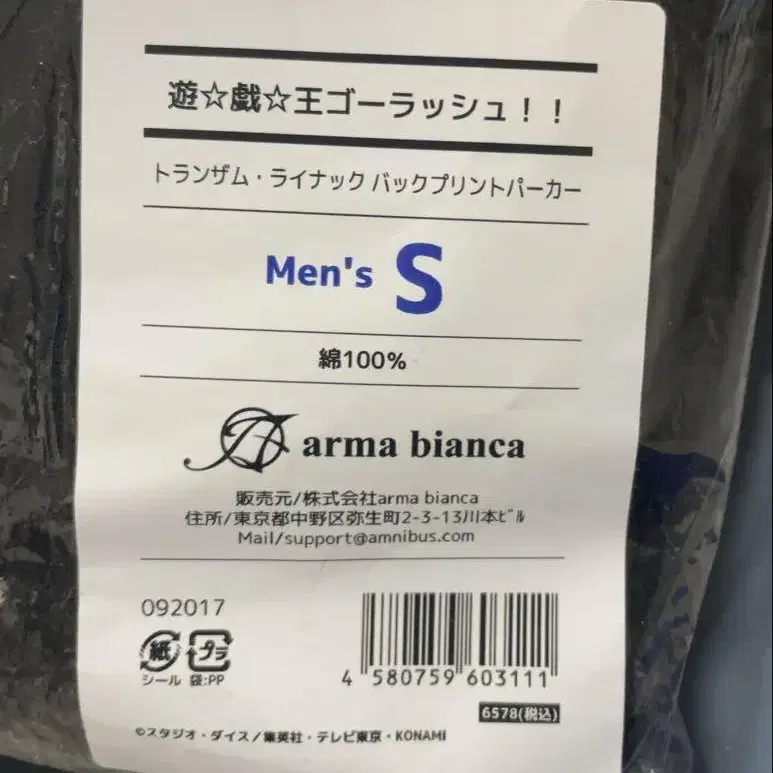 遊☆戯☆王ゴーラッシュ！！
トランザム・ライナック バックプリントパーカー
Men's S
綿100%
arma bianca
販売元/株式会社arma bianca
住所/東京都中野区弥生町2-3-13川本ﾋﾞﾙ
Mail/support@amnibus.com
092017
紙 プラ
シール 袋:PP
4 580759 603111
6578(税込)
©スタジオ・ダイス/集英社・テレビ東京・KONAMI